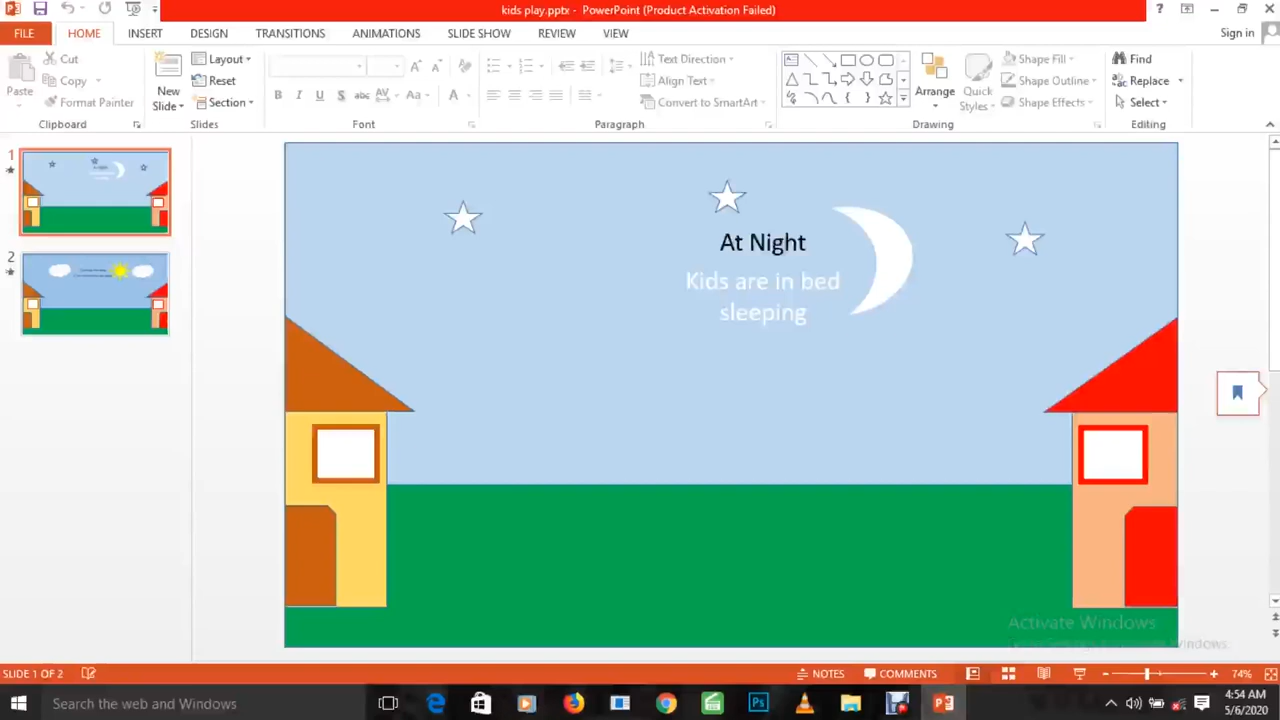 kids play.pptx - PowerPoint (Product Activation Failed)
FILE HOME INSERT DESIGN TRANSITIONS ANIMATIONS SLIDE SHOW REVIEW VIEW Sign in
Cut
Copy
Format Painter
Paste
Clipboard
New
Slide
Layout
Reset
Section
Slides
Font
Text Direction
Align Text
Convert to SmartArt
Paragraph
Arrange
Quick
Styles
Shape Fill
Shape Outline
Shape Effects
Drawing
Find
Replace
Select
Editing
1
2
At Night
Kids are in bed
sleeping
Activate Windows
SLIDE 1 OF 2 NOTES COMMENTS 74%
Search the web and Windows
4:54 AM
5/6/2020